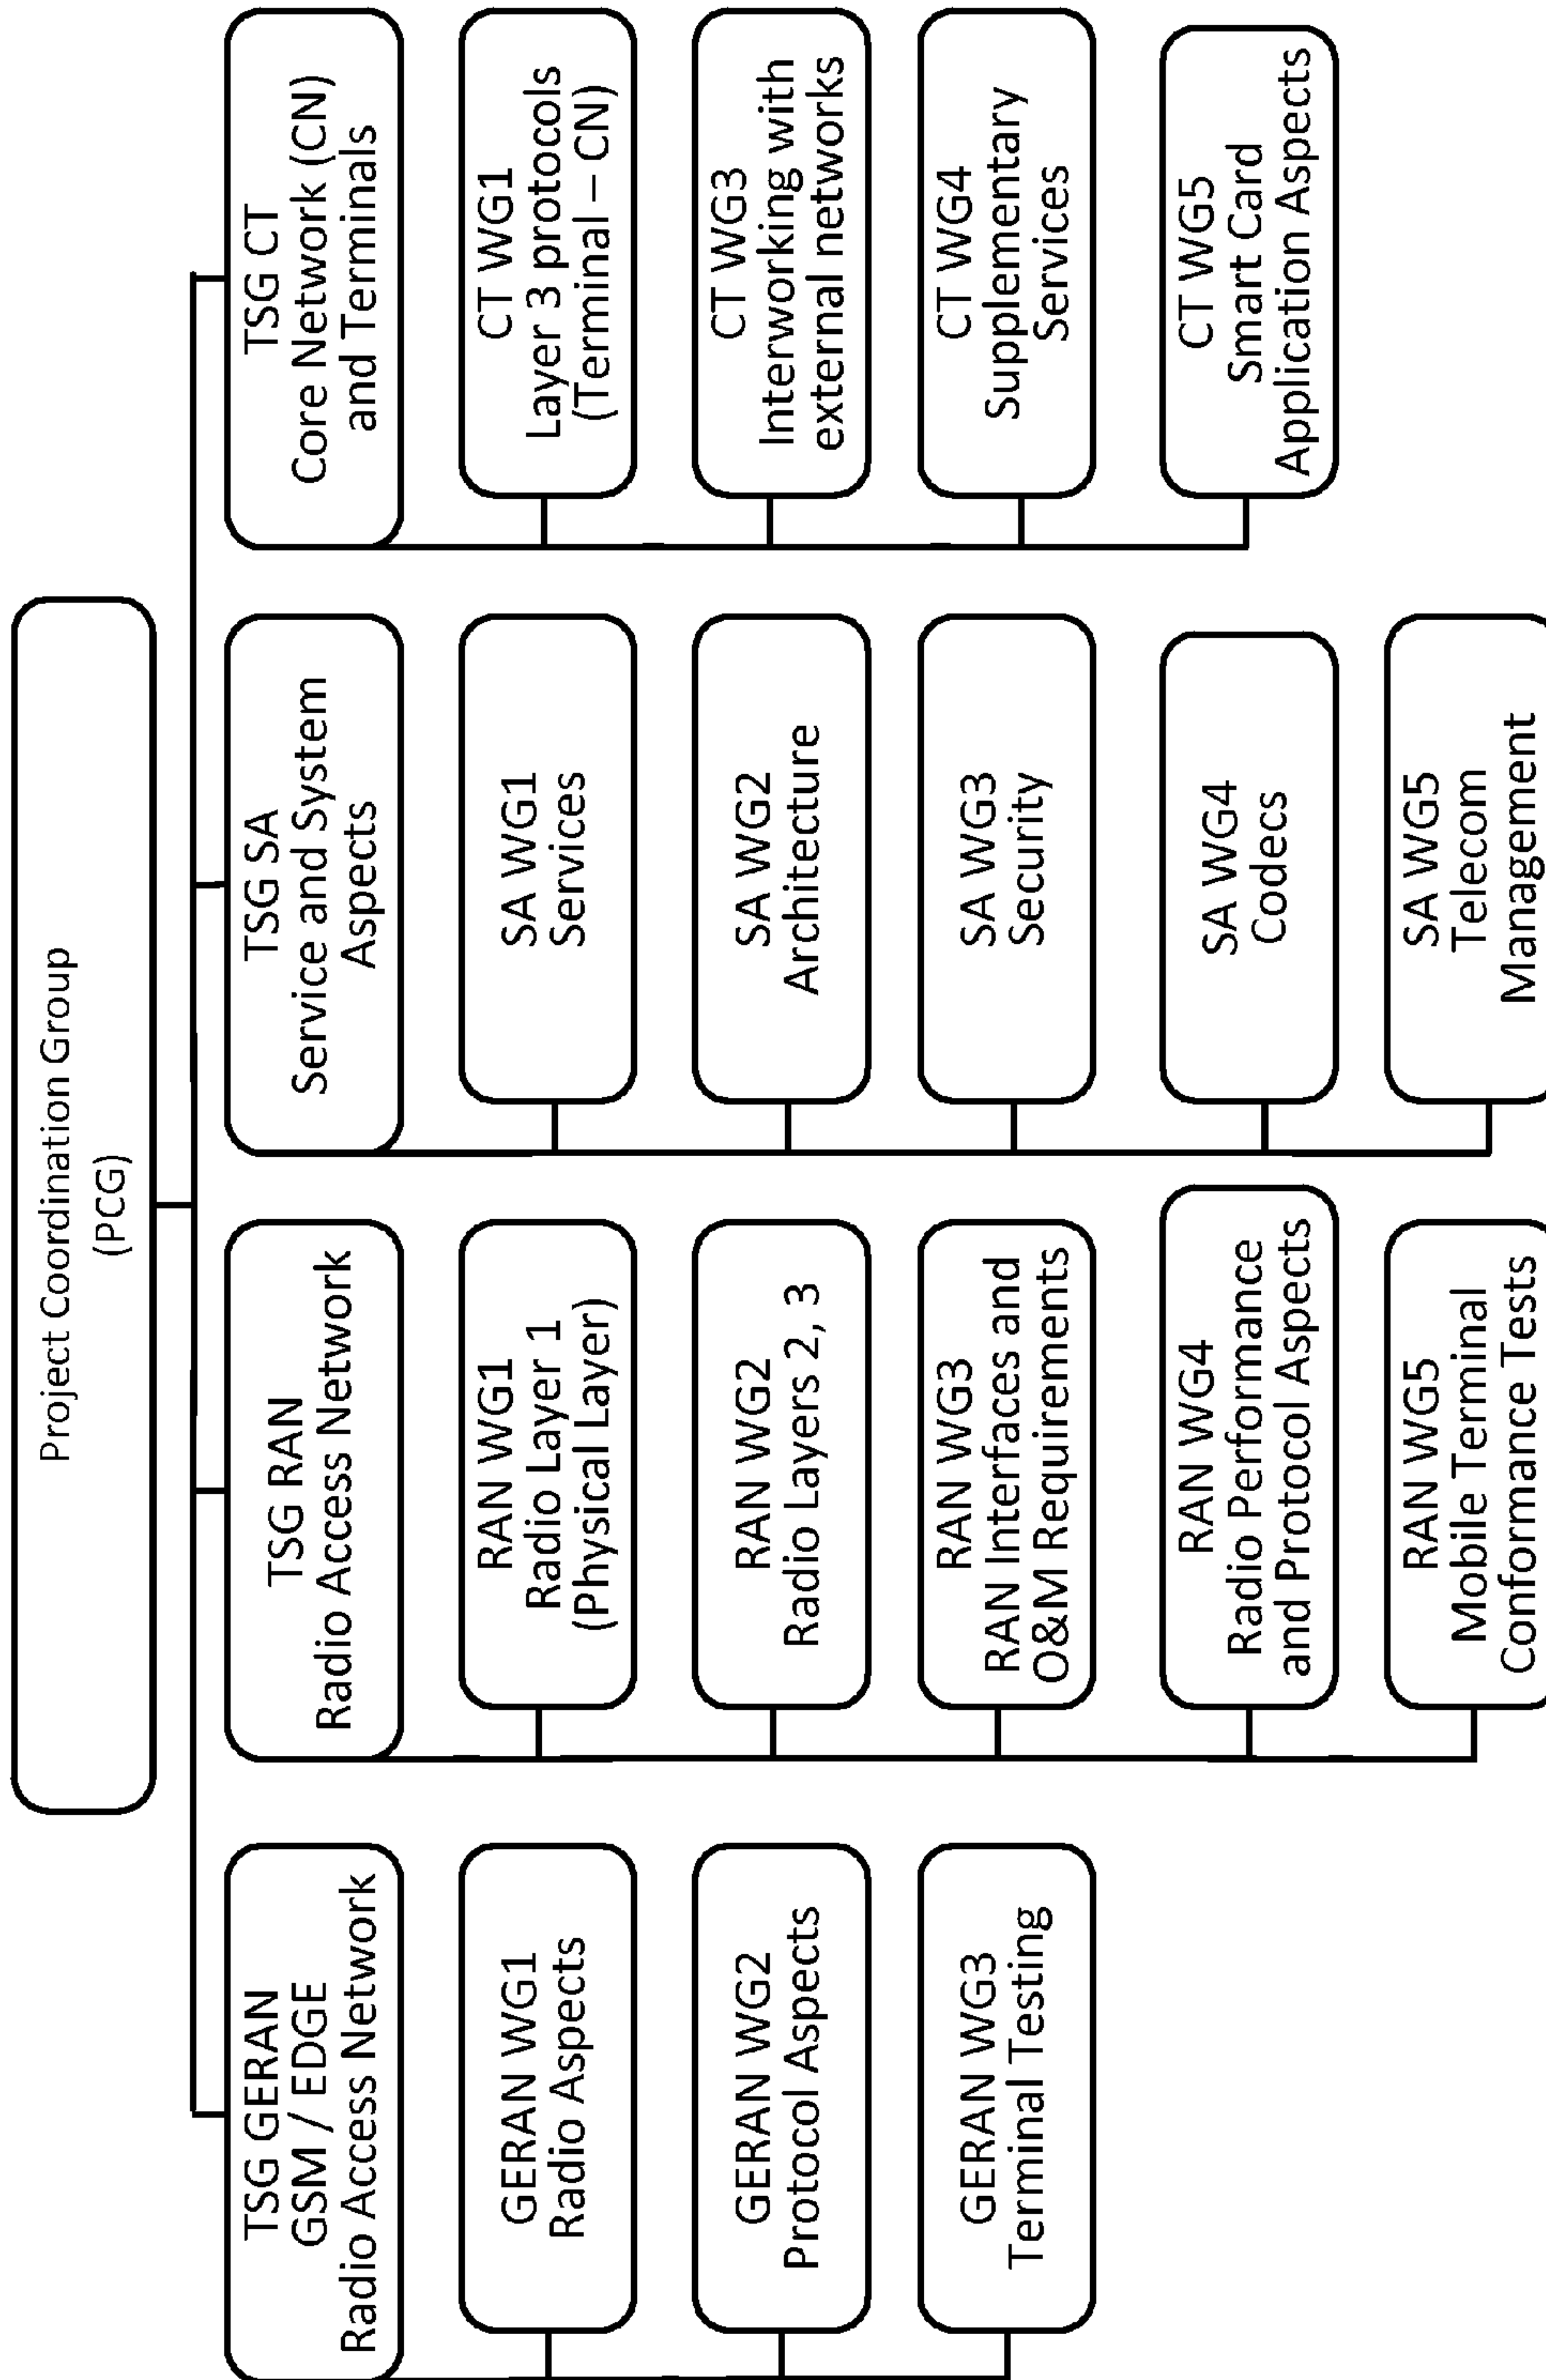 Project Coordination Group
(PCG)
TSG GERAN
GSM / EDGE
Radio Access Network
GERAN WG1
Radio Aspects
GERAN WG2
Protocol Aspects
GERAN WG3
Terminal Testing
TSG RAN
Radio Access Network
RAN WG1
Radio Layer 1
(Physical Layer)
RAN WG2
Radio Layers 2, 3
RAN WG3
RAN Interfaces and
O&M Requirements
RAN WG4
Radio Performance
and Protocol Aspects
RAN WG5
Mobile Terminal
Conformance Tests
TSG SA
Service and System
Aspects
SA WG1
Services
SA WG2
Architecture
SA WG3
Security
SA WG4
Codecs
SA WG5
Telecom
Management
TSG CT
Core Network (CN)
and Terminals
CT WG1
Layer 3 protocols
(Terminal – CN)
CT WG3
Interworking with
external networks
CT WG4
Supplementary
Services
CT WG5
Smart Card
Application Aspects